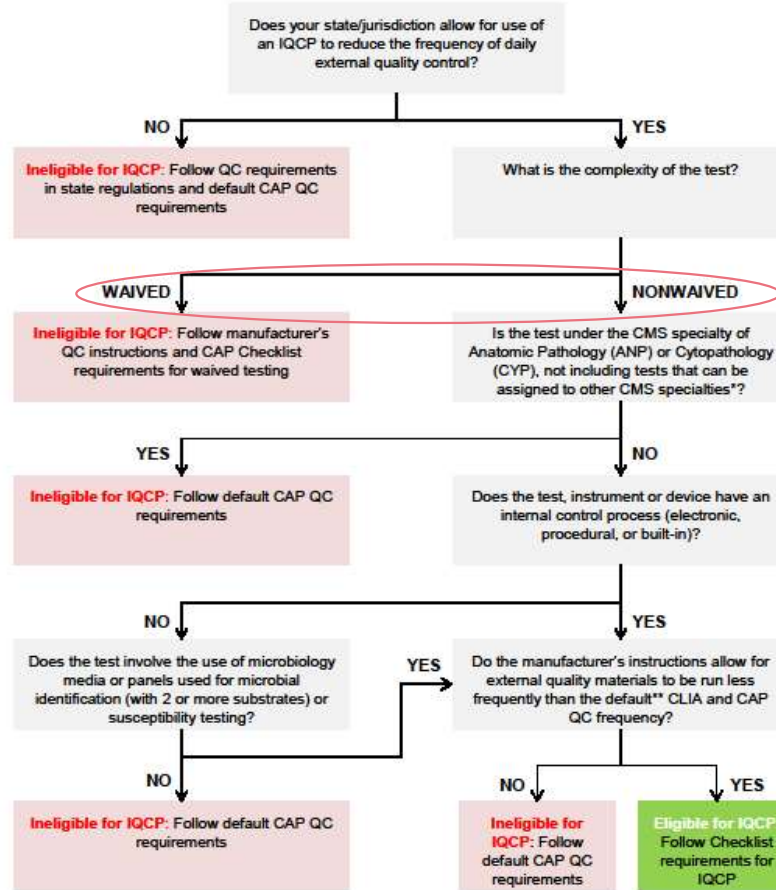 Does your state/jurisdiction allow for use of
an IQCP to reduce the frequency of daily
external quality control?
NO
YES
Ineligible for IQCP: Follow QC requirements
in state regulations and default CAP QC
requirements
What is the complexity of the test?
WAIVED
NONWAIVED
Ineligible for IQCP: Follow manufacturer's
QC instructions and CAP Checklist
requirements for waived testing
Is the test under the CMS specialty of
Anatomic Pathology (ANP) or Cytopathology
(CYP), not including tests that can be
assigned to other CMS specialties*?
YES
NO
Ineligible for IQCP: Follow default CAP QC
requirements
Does the test, instrument or device have an
internal control process (electronic,
procedural, or built-in)?
NO
YES
Does the test involve the use of microbiology
media or panels used for microbial
identification (with 2 or more substrates) or
susceptibility testing?
YES
Do the manufacturer's instructions allow for
external quality materials to be run less
frequently than the default** CLIA and CAP
QC frequency?
NO
NO
YES
Ineligible for IQCP: Follow default CAP QC
requirements
Ineligible for
IQCP: Follow
default CAP QC
requirements
Eligible for IQCP
Follow Checklist
requirements for
IQCP